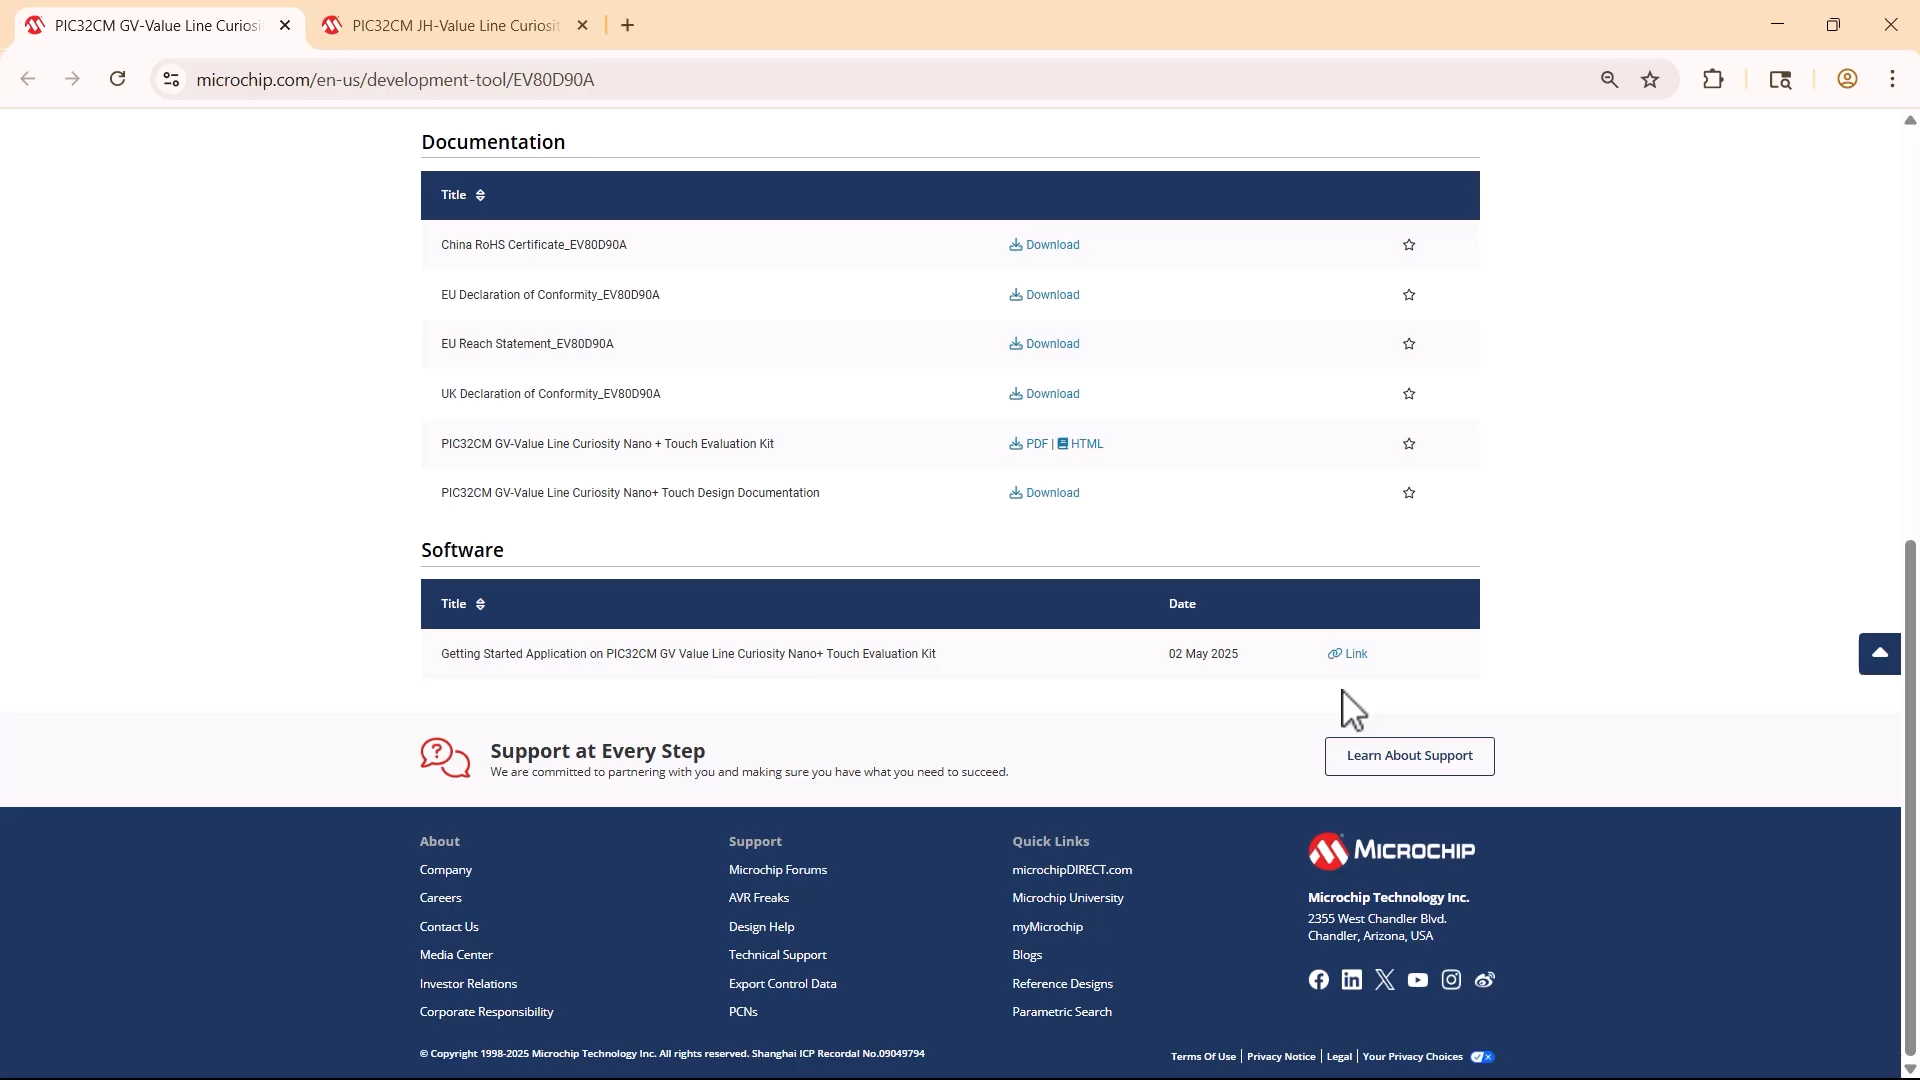 PIC32CM GV-Value Line Curiosi
PIC32CM JH-Value Line Curiosit
microchip.com/en-us/development-tool/EV80D90A
Documentation
Title
China RoHS Certificate_EV80D90A Download
EU Declaration of Conformity_EV80D90A Download
EU Reach Statement_EV80D90A Download
UK Declaration of Conformity_EV80D90A Download
PIC32CM GV-Value Line Curiosity Nano + Touch Evaluation Kit PDF | HTML
PIC32CM GV-Value Line Curiosity Nano+ Touch Design Documentation Download
Software
Title Date
Getting Started Application on PIC32CM GV Value Line Curiosity Nano+ Touch Evaluation Kit 02 May 2025 Link
Support at Every Step
We are committed to partnering with you and making sure you have what you need to succeed.
Learn About Support
About
Company
Careers
Contact Us
Media Center
Investor Relations
Corporate Responsibility
Support
Microchip Forums
AVR Freaks
Design Help
Technical Support
Export Control Data
PCNs
Quick Links
microchipDIRECT.com
Microchip University
myMicrochip
Blogs
Reference Designs
Parametric Search
MICROCHIP
Microchip Technology Inc.
2355 West Chandler Blvd.
Chandler, Arizona, USA
© Copyright 1998-2025 Microchip Technology Inc. All rights reserved. Shanghai ICP Recordal No.09049794
Terms Of Use | Privacy Notice | Legal | Your Privacy Choices